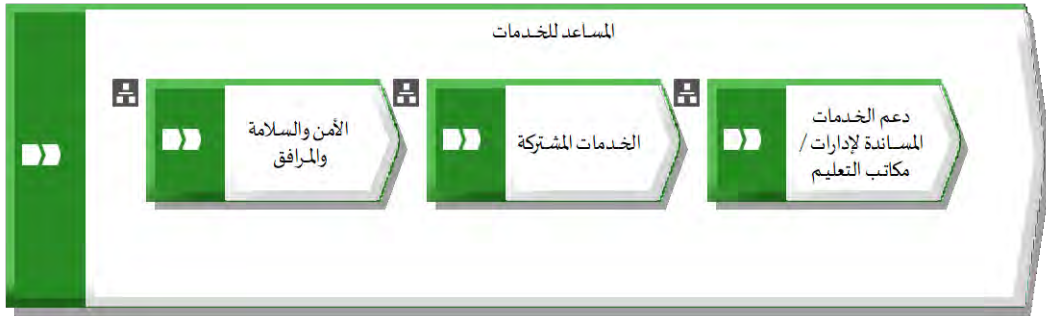 المساعد للخدمات
الأمن والسلامة
والمرافق
الخدمات المشتركة
دعم الخدمات
المساندة لإدارات /
مكاتب التعليم